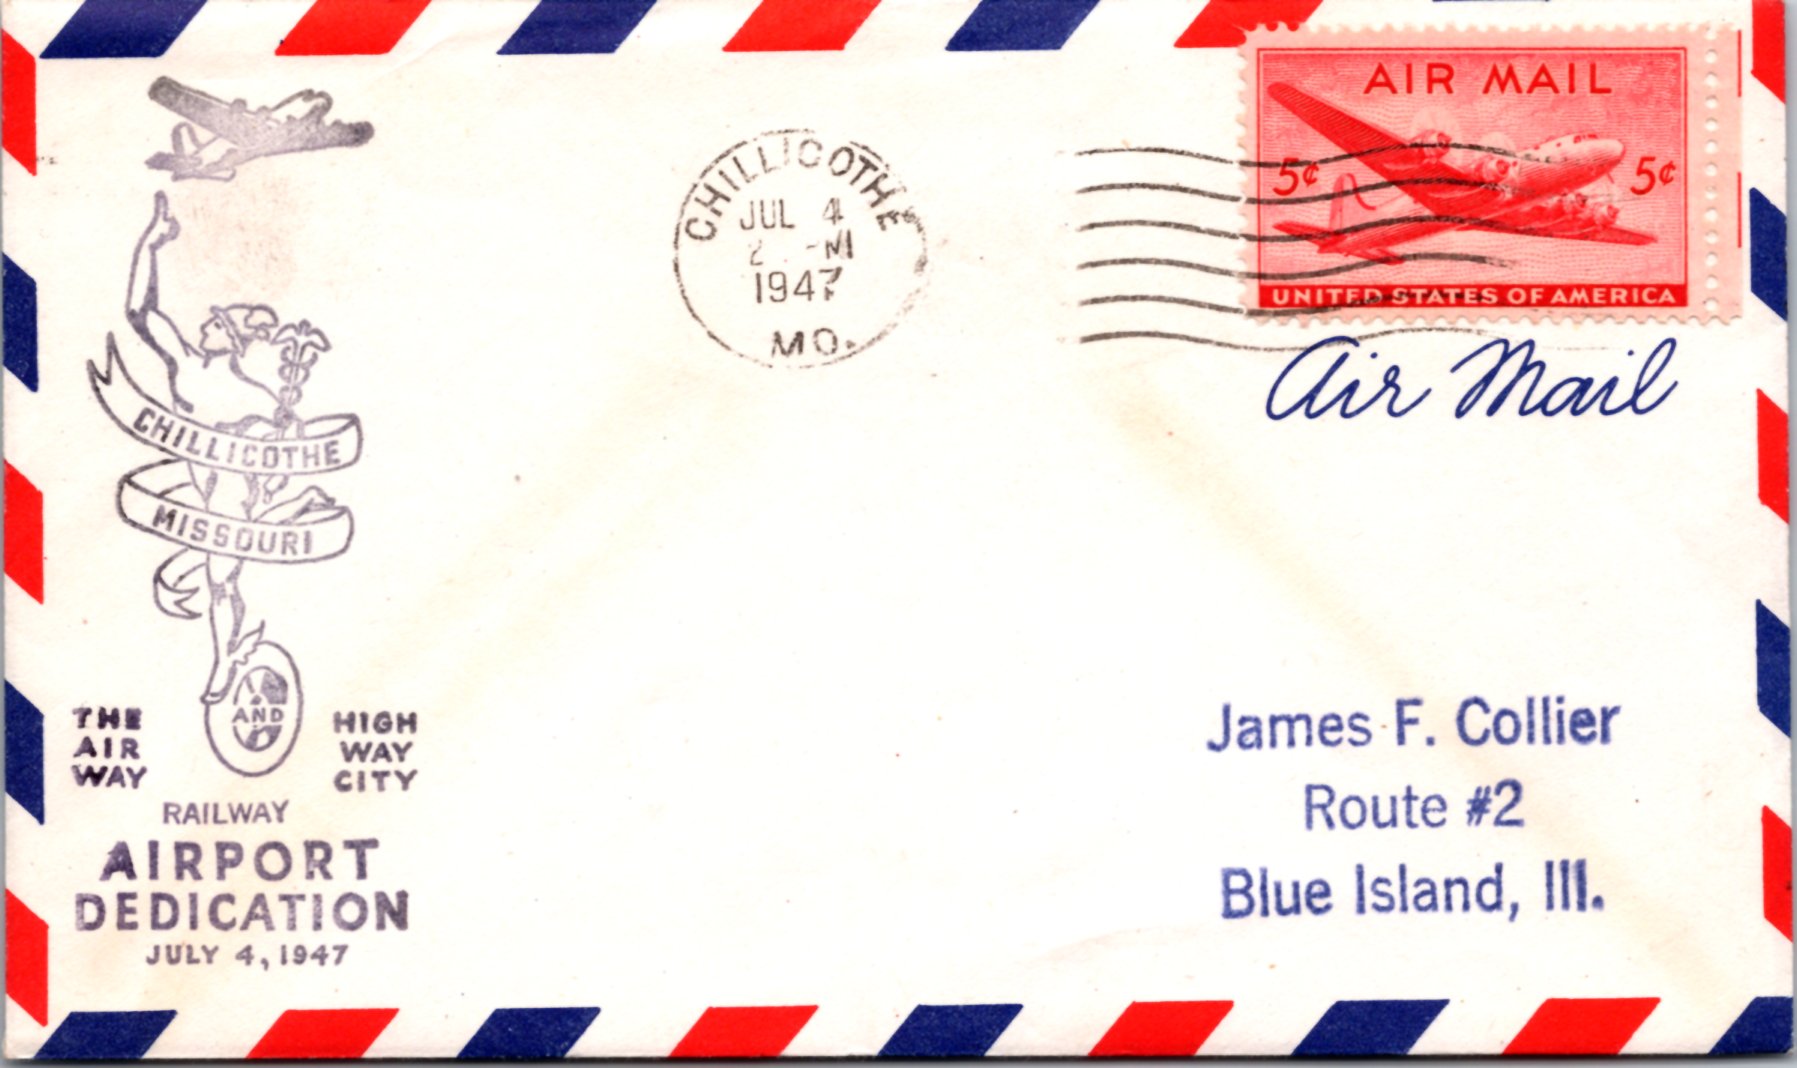 AIR MAIL
5¢ 5¢
UNITED STATES OF AMERICA
Air Mail
CHILLICOTHE
JUL 4
2 -M
1947
MO.
CHILLICOTHE
MISSOURI
THE AIR WAY
AND
HIGH WAY CITY
RAILWAY
AIRPORT
DEDICATION
JULY 4, 1947
James F. Collier
Route #2
Blue Island, Ill.